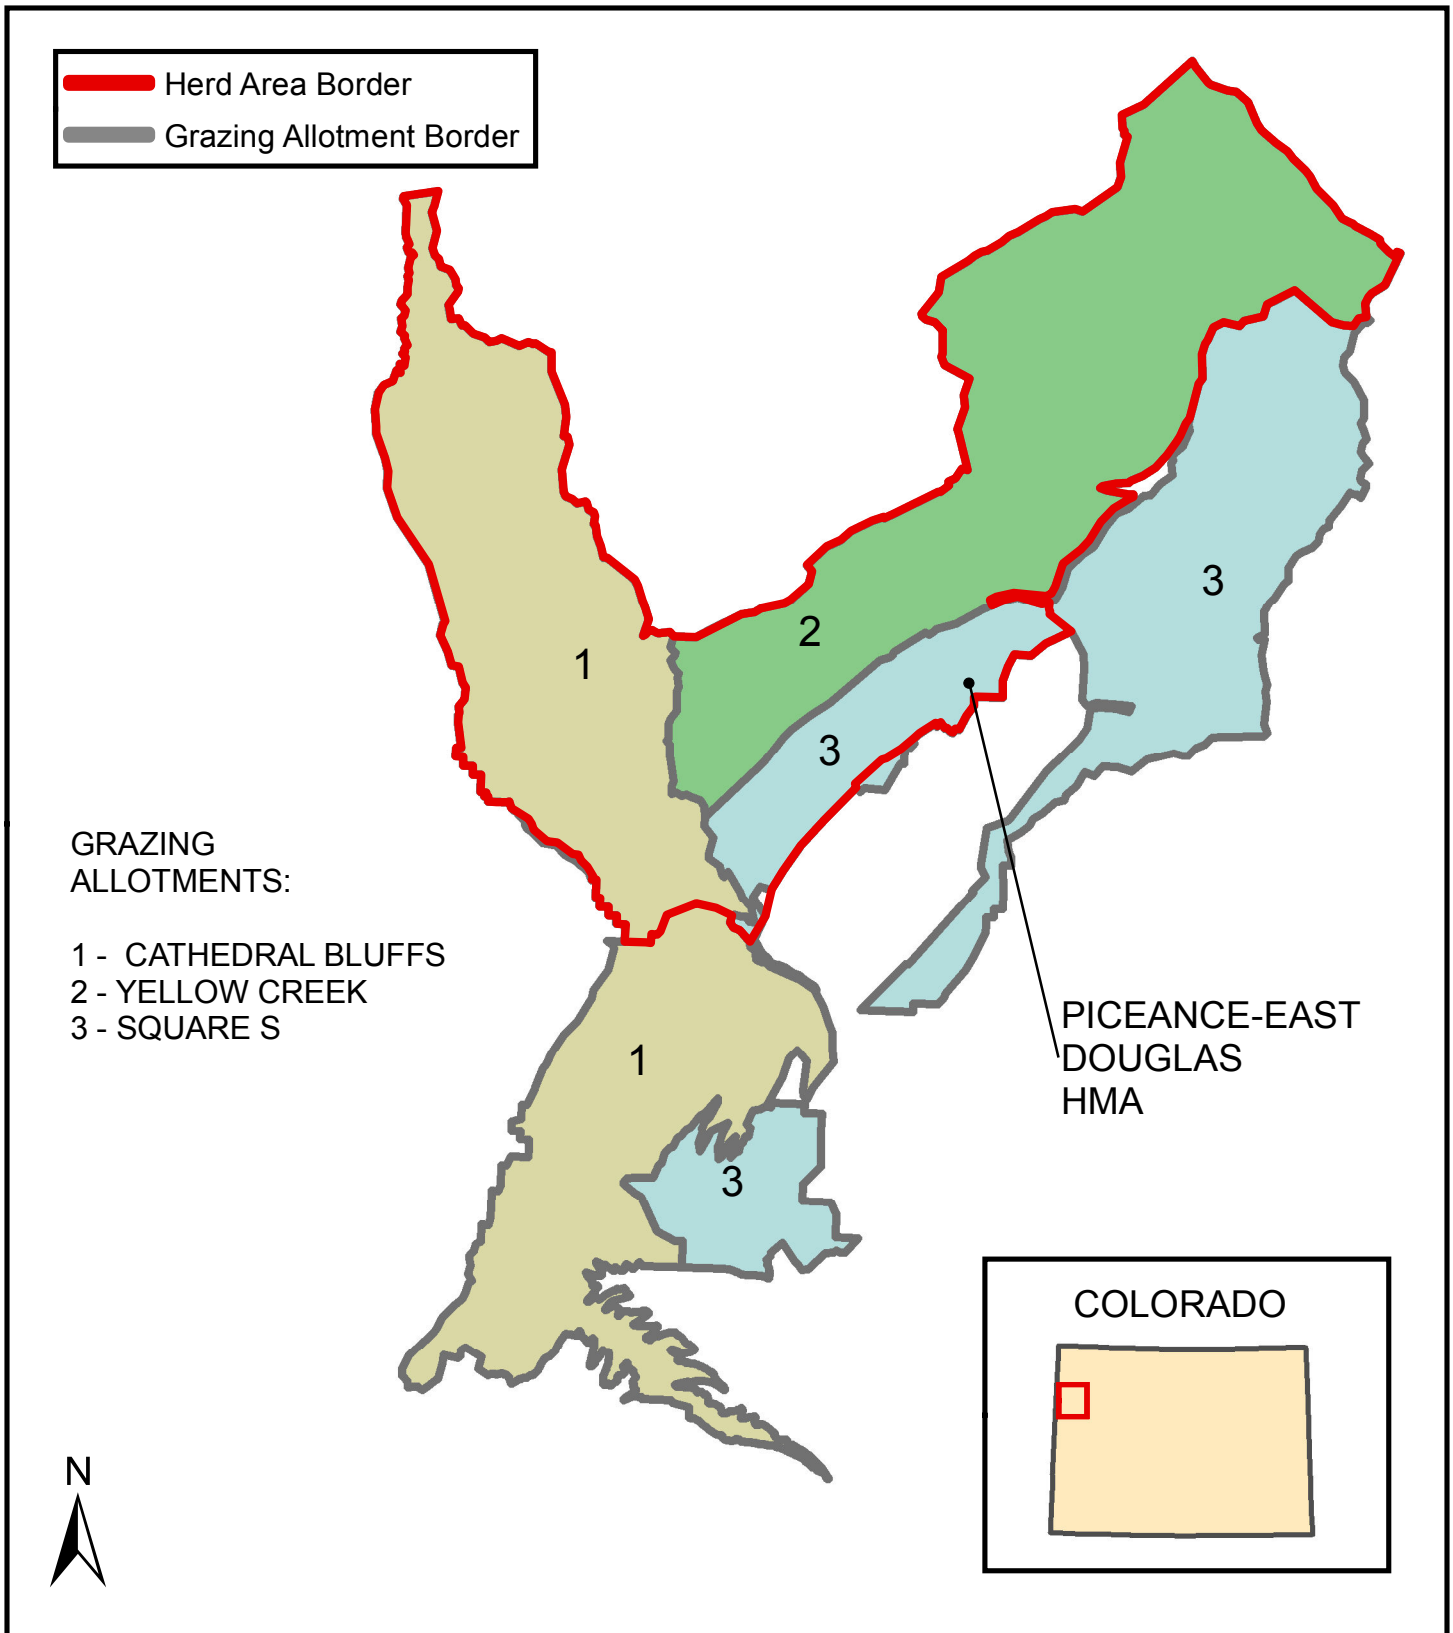 Herd Area Border
Grazing Allotment Border
1
2
3
3
GRAZING
ALLOTMENTS:
1 - CATHEDRAL BLUFFS
2 - YELLOW CREEK
3 - SQUARE S
1
3
PICEANCE-EAST
DOUGLAS
HMA
COLORADO
N